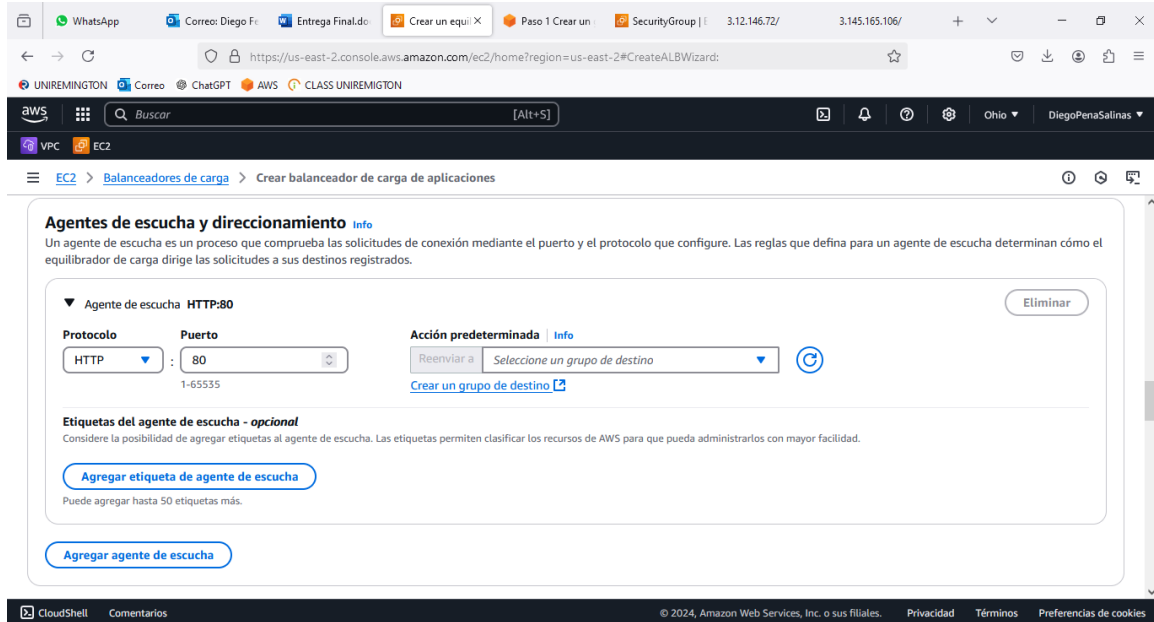 WhatsApp
Correo: Diego Fe
Entrega Final.do
Crear un equil
Paso 1 Crear un
SecurityGroup | E
3.12.146.72/
3.145.165.106/
https://us-east-2.console.aws.amazon.com/ec2/home?region=us-east-2#CreateALBWizard:
UNIREMINGTON Correo ChatGPT AWS CLASS UNIREMIGTON
aws Buscar [Alt+S] Ohio DiegoPenaSalinas
VPC EC2
EC2 > Balanceadores de carga > Crear balanceador de carga de aplicaciones
Agentes de escucha y direccionamiento Info
Un agente de escucha es un proceso que comprueba las solicitudes de conexión mediante el puerto y el protocolo que configure. Las reglas que defina para un agente de escucha determinan cómo el
equilibrador de carga dirige las solicitudes a sus destinos registrados.
Agente de escucha HTTP:80 Eliminar
Protocolo Puerto Acción predeterminada Info
HTTP : 80 Reenviar a Seleccione un grupo de destino
1-65535 Crear un grupo de destino
Etiquetas del agente de escucha - opcional
Considere la posibilidad de agregar etiquetas al agente de escucha. Las etiquetas permiten clasificar los recursos de AWS para que pueda administrarlos con mayor facilidad.
Agregar etiqueta de agente de escucha
Puede agregar hasta 50 etiquetas más.
Agregar agente de escucha
CloudShell Comentarios © 2024, Amazon Web Services, Inc. o sus filiales. Privacidad Términos Preferencias de cookies